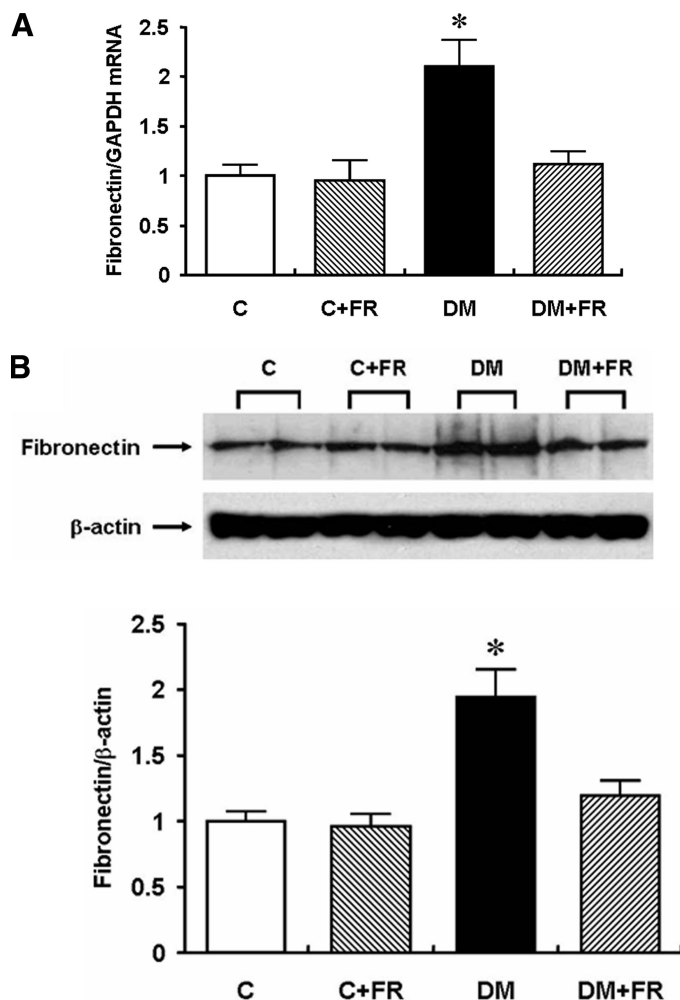 A
Fibronectin/GAPDH mRNA
2.5
2
1.5
1
0.5
0
*
C C+FR DM DM+FR
B
C C+FR DM DM+FR
Fibronectin
β-actin
Fibronectin/β-actin
2.5
2
1.5
1
0.5
0
*
C C+FR DM DM+FR